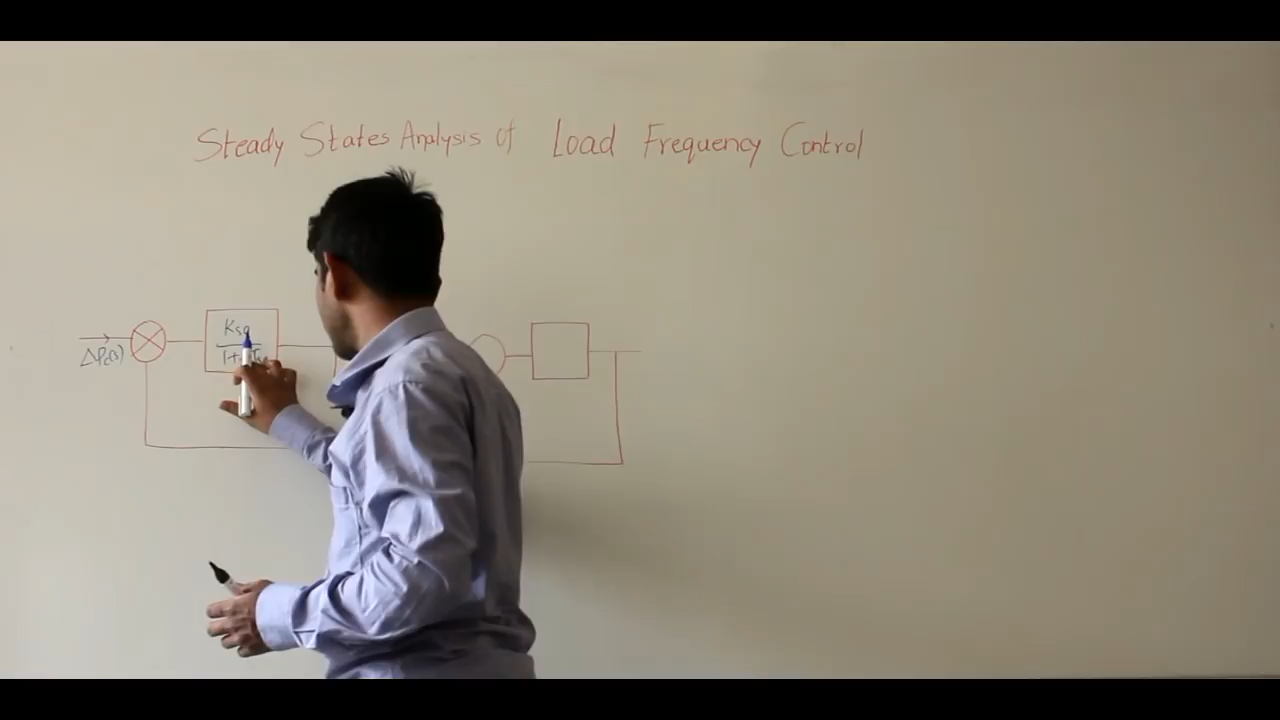 Steady States Analysis of Load Frequency Control
Ksg
ΔPc(s)